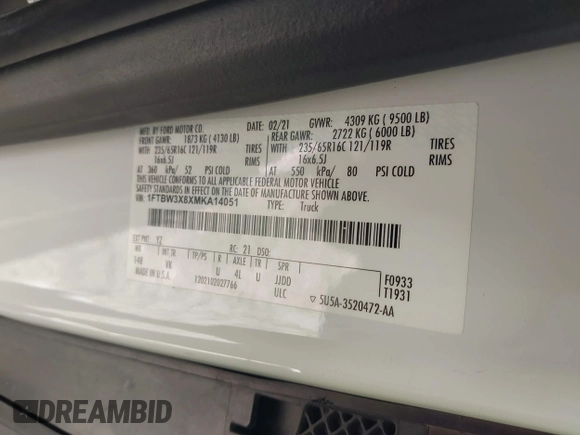 MFD. BY FORD MOTOR CO. 02/21 GVWR: 4309 KG ( 9500 LB)
FRONT GAWR: 1873 KG ( 4130 LB) REAR GAWR: 2722 KG ( 6000 LB)
WITH 235/65R16C 121/119R TIRES WITH 235/65R16C 121/119R TIRES
16x6.5J RIMS 16x6.5J RIMS
AT 360 kPa/ 52 PSI COLD AT 550 kPa/ 80 PSI COLD
THIS VEHICLE CONFORMS TO ALL APPLICABLE FEDERAL MOTOR VEHICLE
SAFETY STANDARDS IN EFFECT ON THE DATE OF MANUFACTURE SHOWN ABOVE.
VIN: 1FTBW3X8XMKA14051 TYPE: Truck
EXT PNT: YZ RC: 21 DSO:
WB TP/PS R AXLE TR SPR
148 VK U 4L U JJDD F0933
MADE IN U.S.A. ULC T1931
1202102027766 5U5A-3520472-AA
DREAMBID